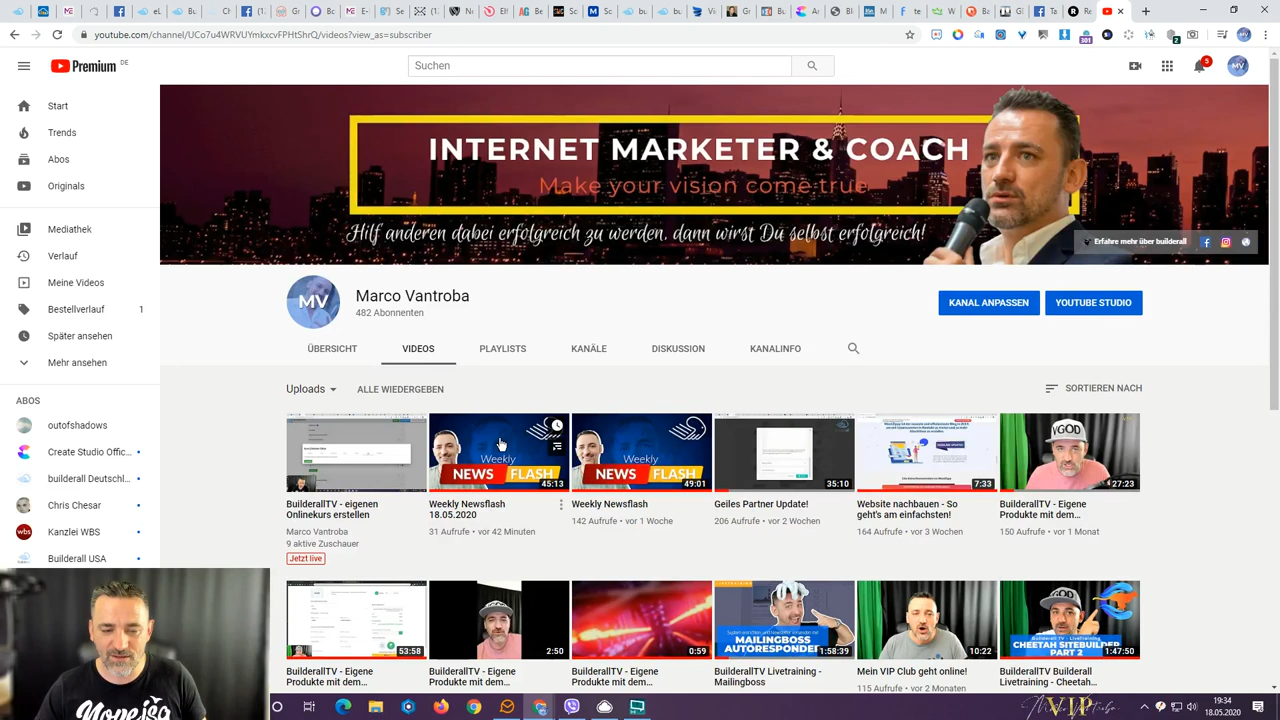 youtube.com/channel/UCo7u4WRVUYmkxcvFPHtShrQ/videos?view_as=subscriber
301
2
Premium DE
Suchen
5
MV
Start
Trends
Abos
Originals
Mediathek
Verlauf
Meine Videos
Bestellverlauf 1
Später ansehen
Mehr ansehen
ABOS
outofshadows
Create Studio Offic...
builderall Deutschl...
Chris Chesar
wbs Kanzlei WBS
Builderall USA
INTERNET MARKETER & COACH
Make your vision come true
Hilf anderen dabei erfolgreich zu werden, dann wirst Du selbst erfolgreich!
Erfahre mehr über builderall
MV
Marco Vantroba
482 Abonnenten
KANAL ANPASSEN
YOUTUBE STUDIO
ÜBERSICHT
VIDEOS
PLAYLISTS
KANÄLE
DISKUSSION
KANALINFO
Uploads
ALLE WIEDERGEBEN
SORTIEREN NACH
BuilderallTV - eigenen
Onlinekurs erstellen
Marco Vantroba
9 aktive Zuschauer
Jetzt live
Weekly
NEWS FLASH
45:13
Weekly Newsflash
18.05.2020
31 Aufrufe • vor 42 Minuten
Weekly
NEWS FLASH
49:01
Weekly Newsflash
142 Aufrufe • vor 1 Woche
35:10
Geiles Partner Update!
206 Aufrufe • vor 2 Wochen
7:33
Website nachbauen - So
geht's am einfachsten!
164 Aufrufe • vor 3 Wochen
27:23
BuilderallTV - Eigene
Produkte mit dem...
150 Aufrufe • vor 1 Monat
53:58
BuilderallTV - Eigene
Produkte mit dem...
2:50
BuilderallTV - Eigene
Produkte mit dem...
0:59
BuilderallTV - Eigene
Produkte mit dem...
LIVETRAINING
MAILINGBOSS
AUTORESPONDER
1:58:39
BuilderallTV Livetraining -
Mailingboss
10:22
Mein VIP Club geht online!
115 Aufrufe • vor 2 Monaten
BuilderallTV - Livetraining
CHEETAH SITEBUILDER
PART 2
1:47:50
BuilderallTV Builderall
Livetraining - Cheetah...
VIP
19:34
18.05.2020